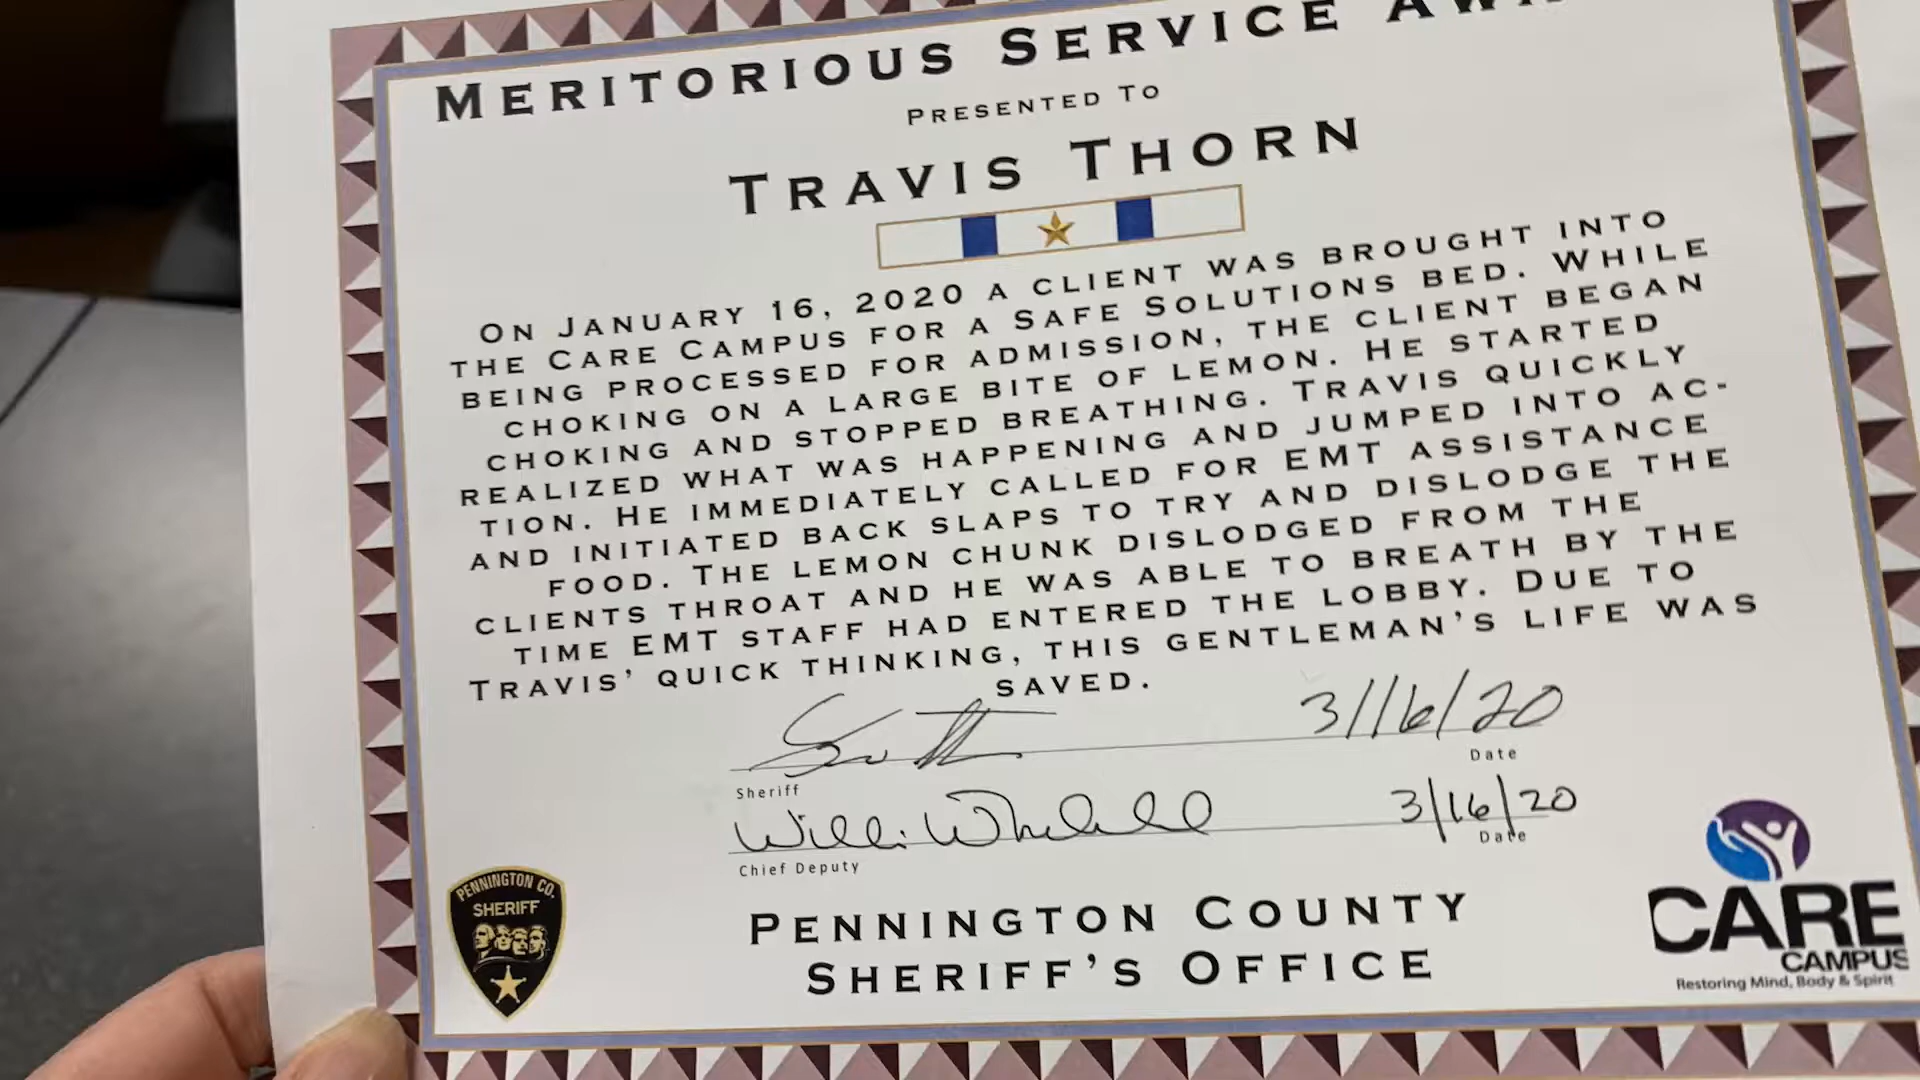 MERITORIOUS SERVICE
PRESENTED TO
TRAVIS THORN
ON JANUARY 16, 2020 A CLIENT WAS BROUGHT INTO
THE CARE CAMPUS FOR A SAFE SOLUTIONS BED. WHILE
BEING PROCESSED FOR ADMISSION, THE CLIENT BEGAN
CHOKING ON A LARGE BITE OF LEMON. HE STARTED
CHOKING AND STOPPED BREATHING. TRAVIS QUICKLY
REALIZED WHAT WAS HAPPENING AND JUMPED INTO AC-
TION. HE IMMEDIATELY CALLED FOR EMT ASSISTANCE
AND INITIATED BACK SLAPS TO TRY AND DISLODGE THE
FOOD. THE LEMON CHUNK DISLODGED FROM THE
CLIENTS THROAT AND HE WAS ABLE TO BREATH BY THE
TIME EMT STAFF HAD ENTERED THE LOBBY. DUE TO
TRAVIS' QUICK THINKING, THIS GENTLEMAN'S LIFE WAS
SAVED.
3/16/20
Sheriff Date
3/16/20
Chief Deputy Date
PENNINGTON CO.
SHERIFF
PENNINGTON COUNTY
SHERIFF'S OFFICE
CARE
CAMPUS
Restoring Mind, Body & Spirit